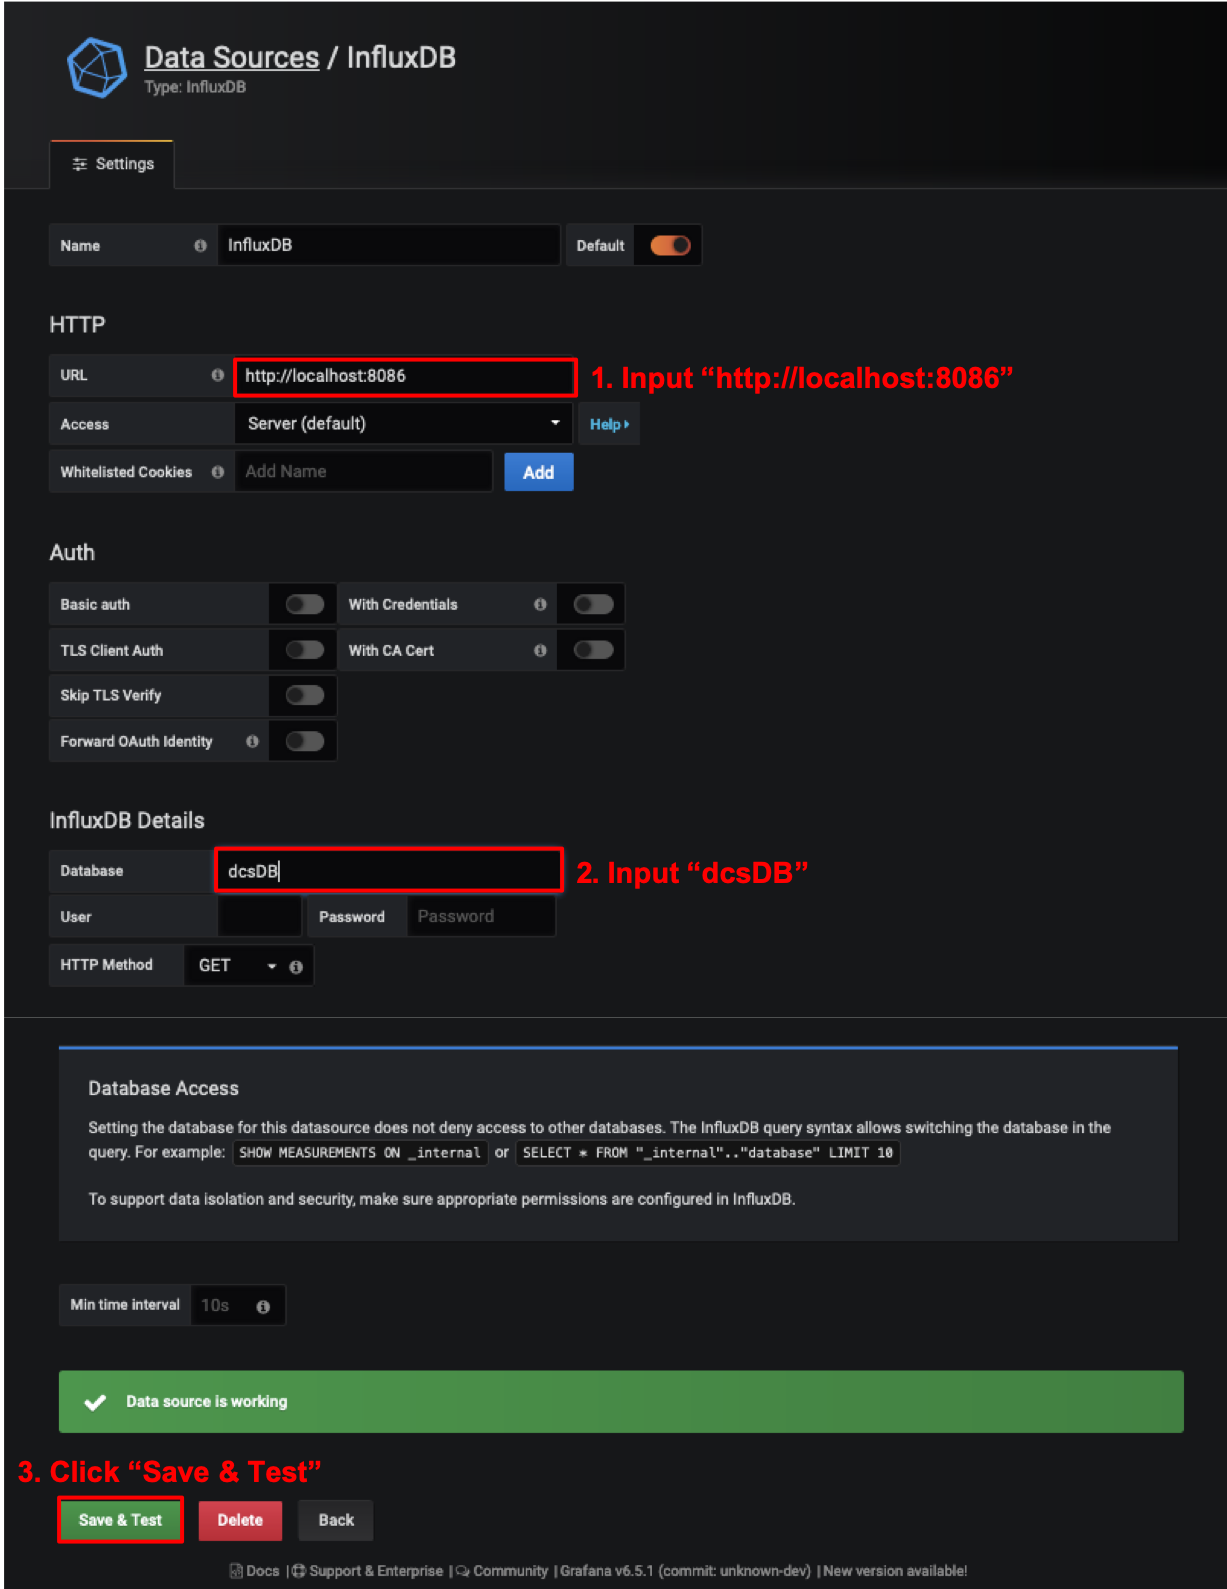 Data Sources / InfluxDB
Type: InfluxDB
Settings
Name InfluxDB Default
HTTP
URL http://localhost:8086 1. Input “http://localhost:8086”
Access Server (default) Help
Whitelisted Cookies Add Name Add
Auth
Basic auth With Credentials
TLS Client Auth With CA Cert
Skip TLS Verify
Forward OAuth Identity
InfluxDB Details
Database dcsDB 2. Input “dcsDB”
User Password Password
HTTP Method GET
Database Access
Setting the database for this datasource does not deny access to other databases. The InfluxDB query syntax allows switching the database in the
query. For example: SHOW MEASUREMENTS ON _internal or SELECT * FROM "_internal".."database" LIMIT 10
To support data isolation and security, make sure appropriate permissions are configured in InfluxDB.
Min time interval 10s
Data source is working
3. Click “Save & Test”
Save & Test Delete Back
Docs | Support & Enterprise | Community | Grafana v6.5.1 (commit: unknown-dev) | New version available!